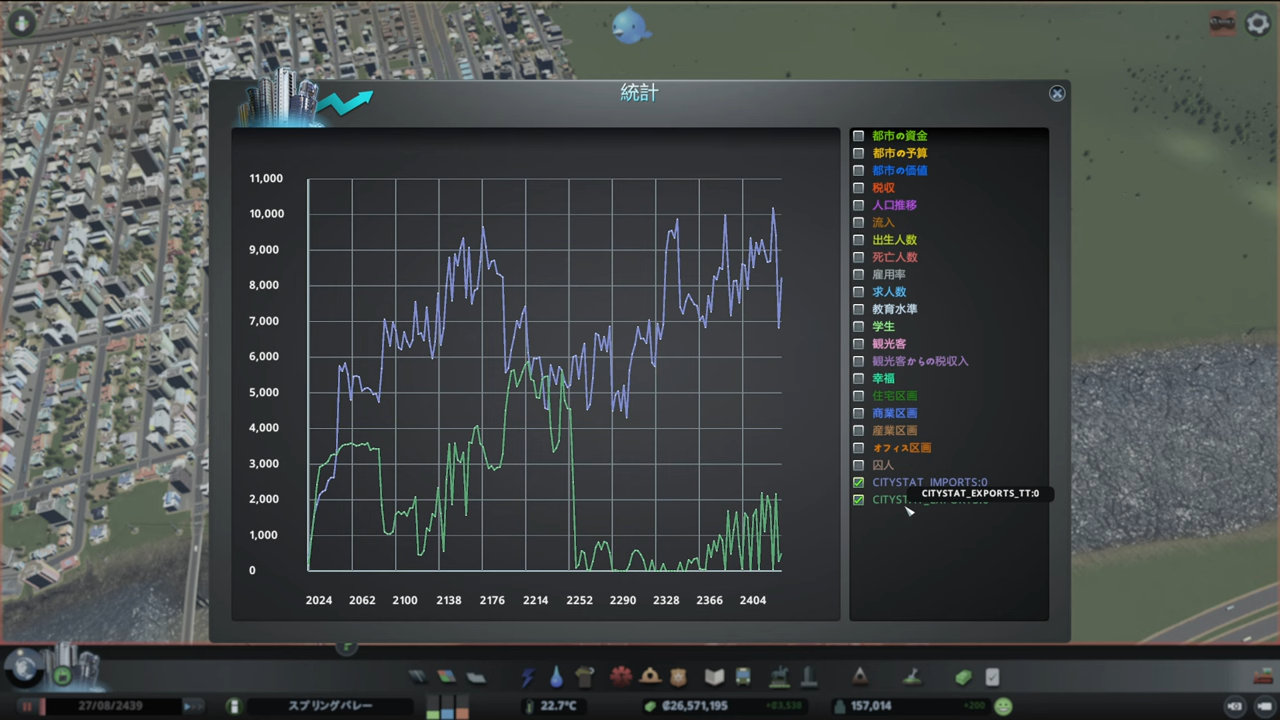 統計
11,000
10,000
9,000
8,000
7,000
6,000
5,000
4,000
3,000
2,000
1,000
0
2024 2062 2100 2138 2176 2214 2252 2290 2328 2366 2404
都市の資金
都市の予算
都市の価値
税収
人口推移
流入
出生人数
死亡人数
雇用率
求人数
教育水準
学生
観光客
観光客からの税収入
幸福
住宅区画
商業区画
産業区画
オフィス区画
囚人
CITYSTAT_IMPORTS:0
CITYSTAT_EXPORTS_TT:0
27/08/2439 スプリングバレー 22.7°C ₡26,571,195 +₡3,530 157,014 +200